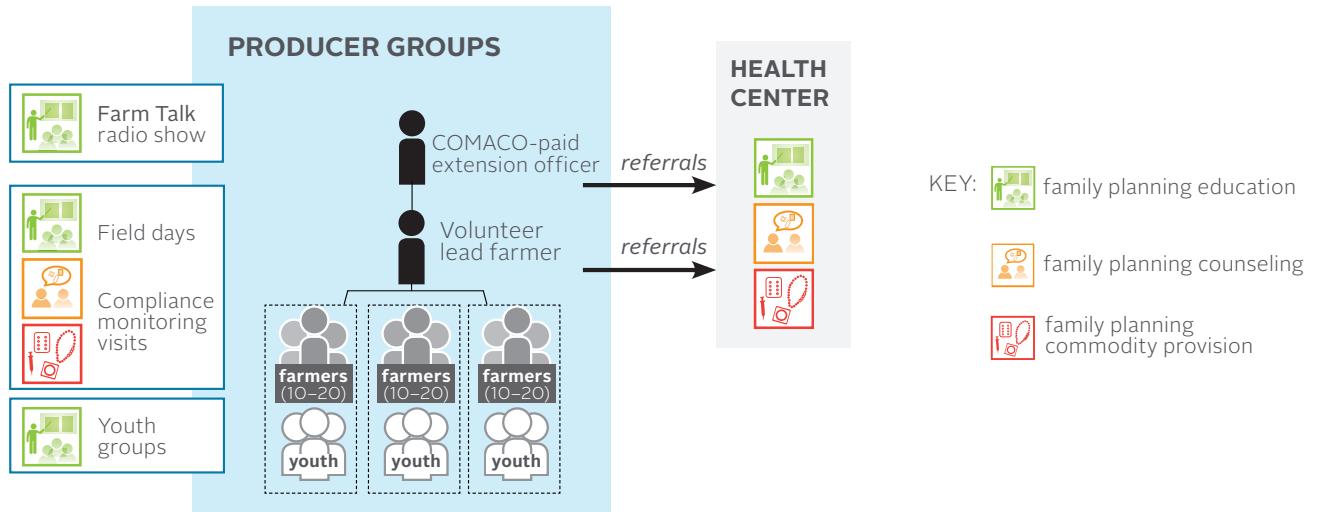 PRODUCER GROUPS
Farm Talk
radio show
Field days
Compliance
monitoring
visits
Youth
groups
COMACO-paid
extension officer
Volunteer
lead farmer
farmers
(10–20)
youth
farmers
(10–20)
youth
farmers
(10–20)
youth
referrals
referrals
HEALTH
CENTER
KEY:
family planning education
family planning counseling
family planning
commodity provision